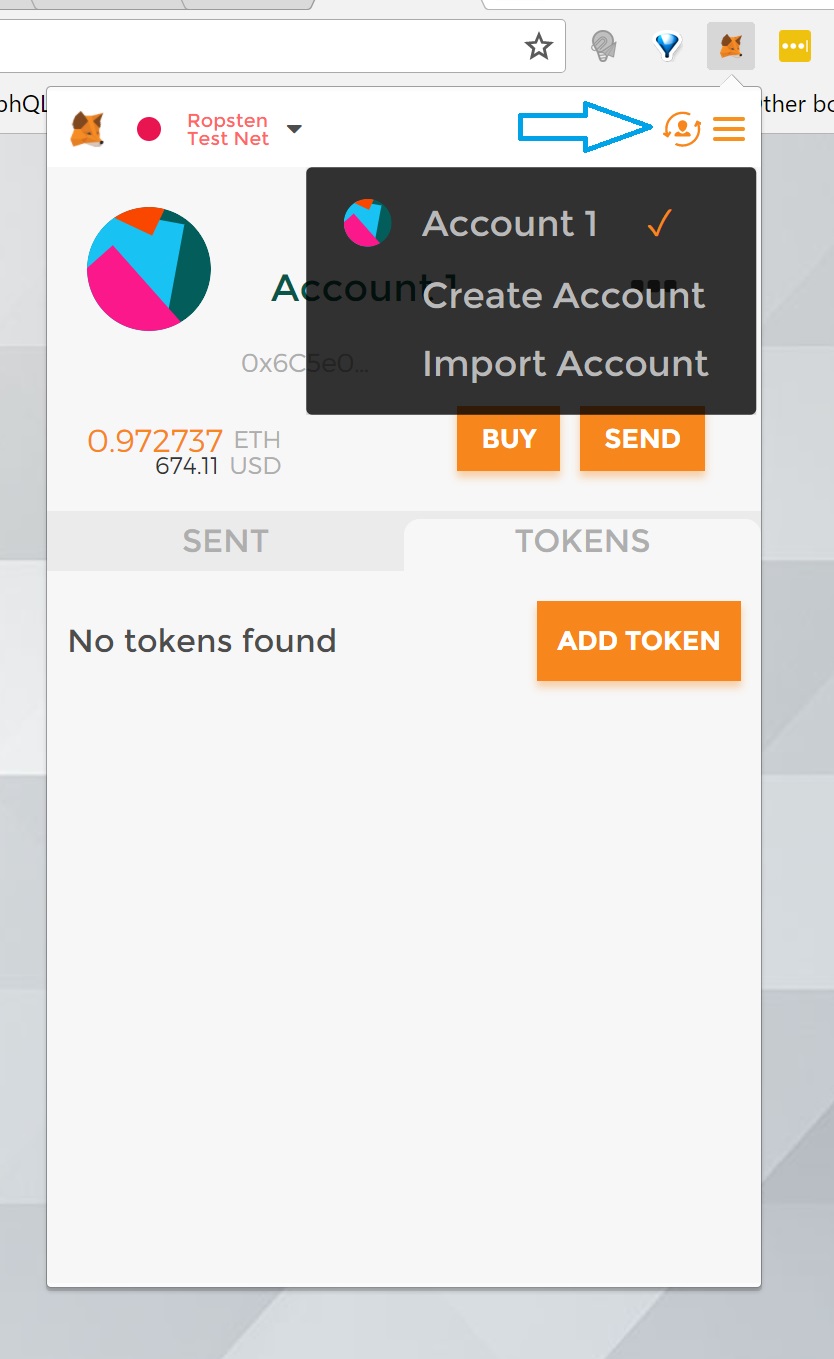 phQL
ther bo
Ropsten
Test Net
Account 1 ✓
Create Account
Import Account
Account 1
0x6C5e0...
0.972737 ETH
674.11 USD
BUY
SEND
SENT
TOKENS
No tokens found
ADD TOKEN